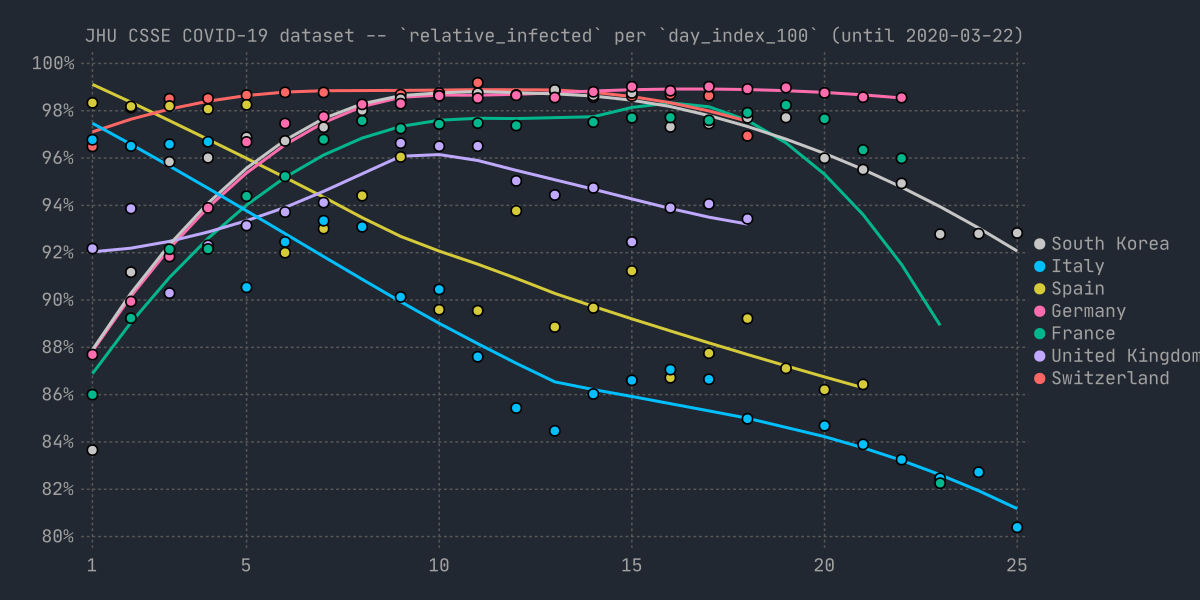 JHU CSSE COVID-19 dataset -- `relative_infected` per `day_index_100` (until 2020-03-22)
100%
98%
96%
94%
92%
90%
88%
86%
84%
82%
80%
1 5 10 15 20 25
South Korea
Italy
Spain
Germany
France
United Kingdom
Switzerland